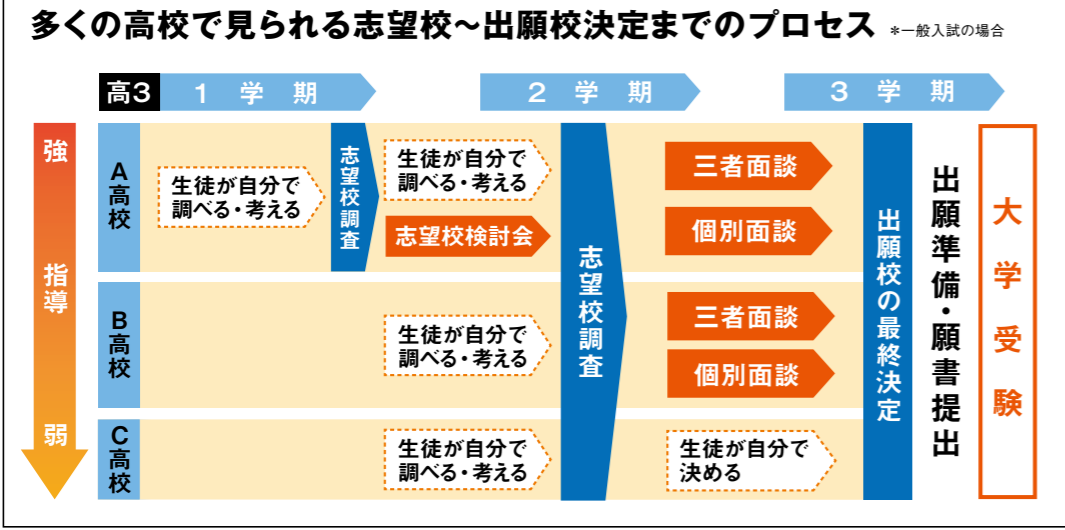 多くの高校で見られる志望校～出願校決定までのプロセス ＊一般入試の場合
高3 1学期 2学期 3学期
強
指導
弱
A高校
生徒が自分で
調べる・考える
志望校調査
生徒が自分で
調べる・考える
志望校検討会
三者面談
個別面談
B高校
生徒が自分で
調べる・考える
志望校調査
三者面談
個別面談
C高校
生徒が自分で
調べる・考える
生徒が自分で
決める
出願校の最終決定
出願準備・願書提出
大学受験